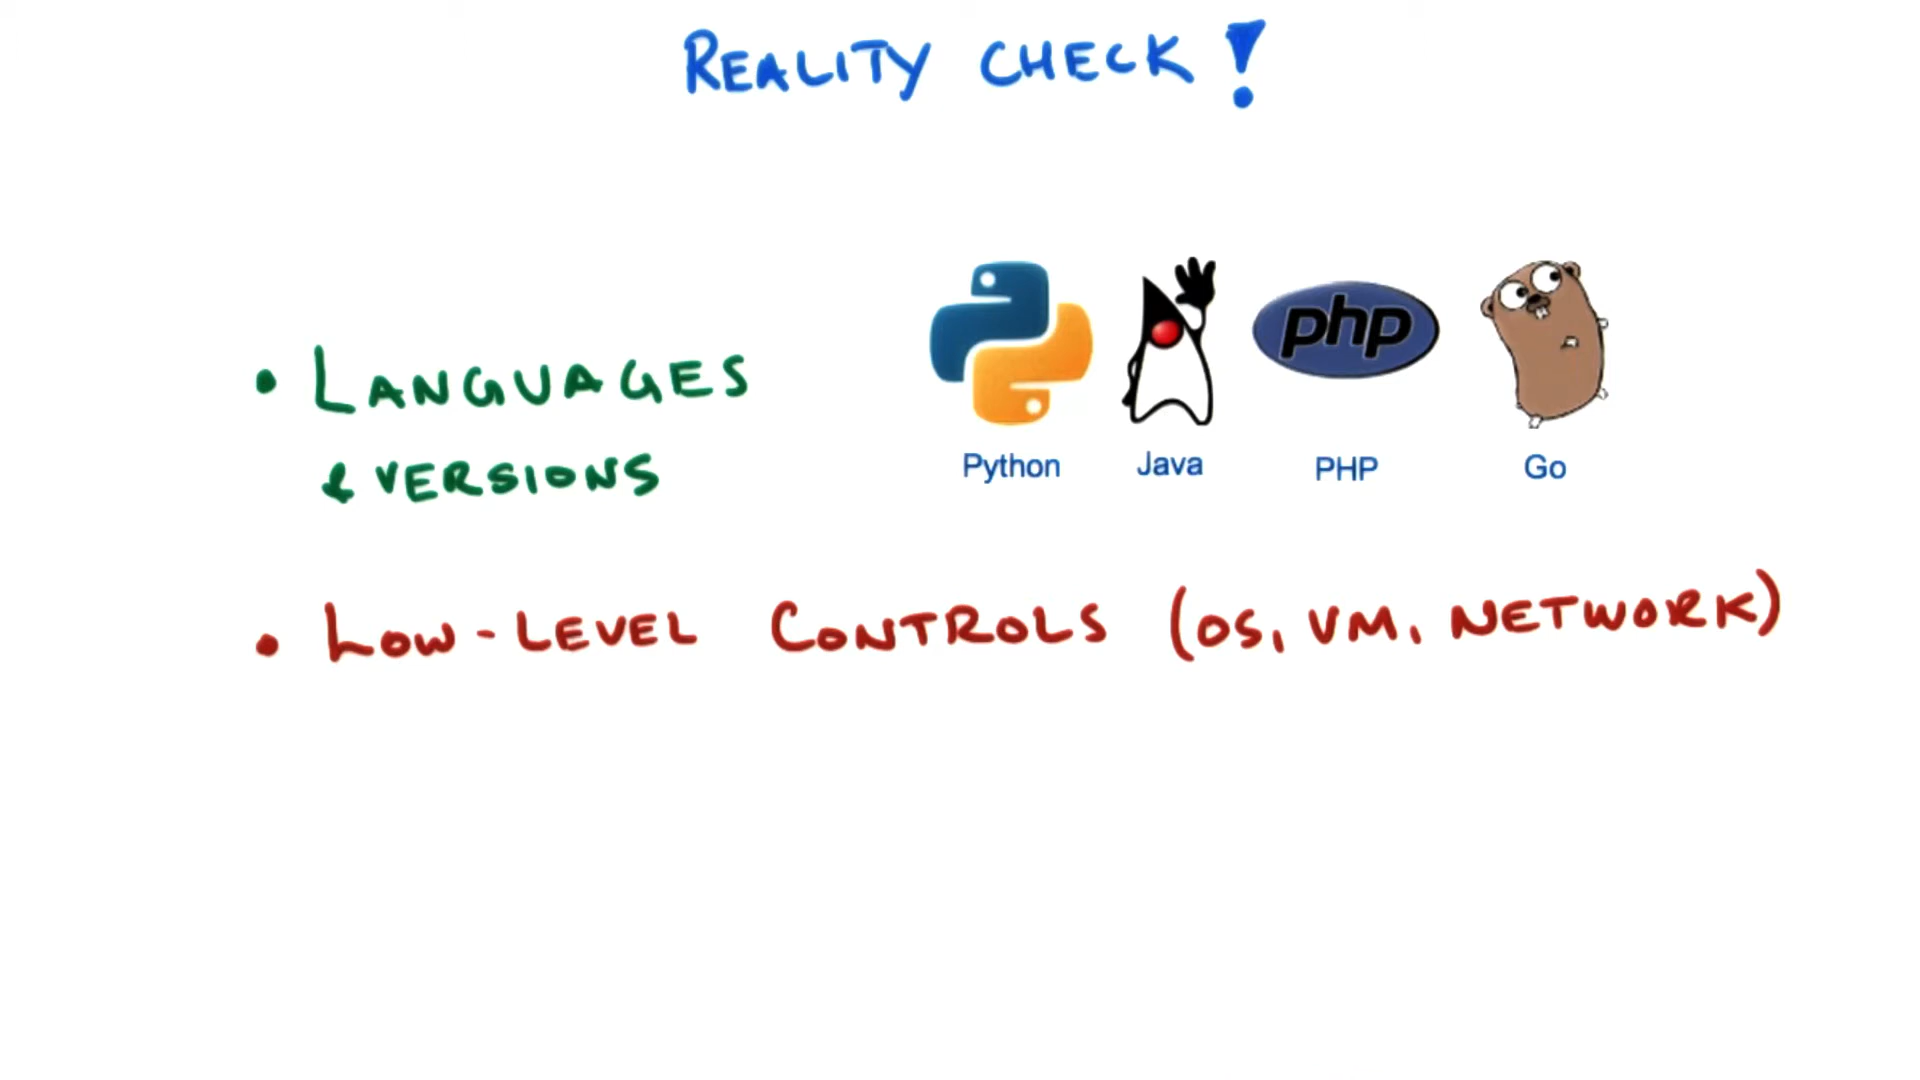 REALITY CHECK!
php
• LANGUAGES
& VERSIONS
Python Java PHP Go
• LOW-LEVEL CONTROLS (OS, VM, NETWORK)